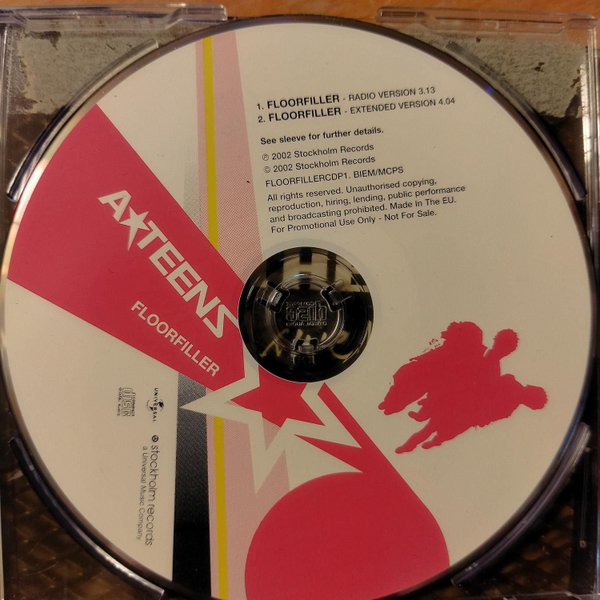 1. FLOORFILLER - RADIO VERSION 3.13
2. FLOORFILLER - EXTENDED VERSION 4.04
See sleeve for further details.
℗ 2002 Stockholm Records
© 2002 Stockholm Records
FLOORFILLERCDP1. BIEM/MCPS
All rights reserved. Unauthorised copying,
reproduction, hiring, lending, public performance
and broadcasting prohibited. Made in The EU.
For Promotional Use Only - Not For Sale.
A★TEENS
FLOORFILLER
UNIVERSAL
stockholm records
a Universal Music Company